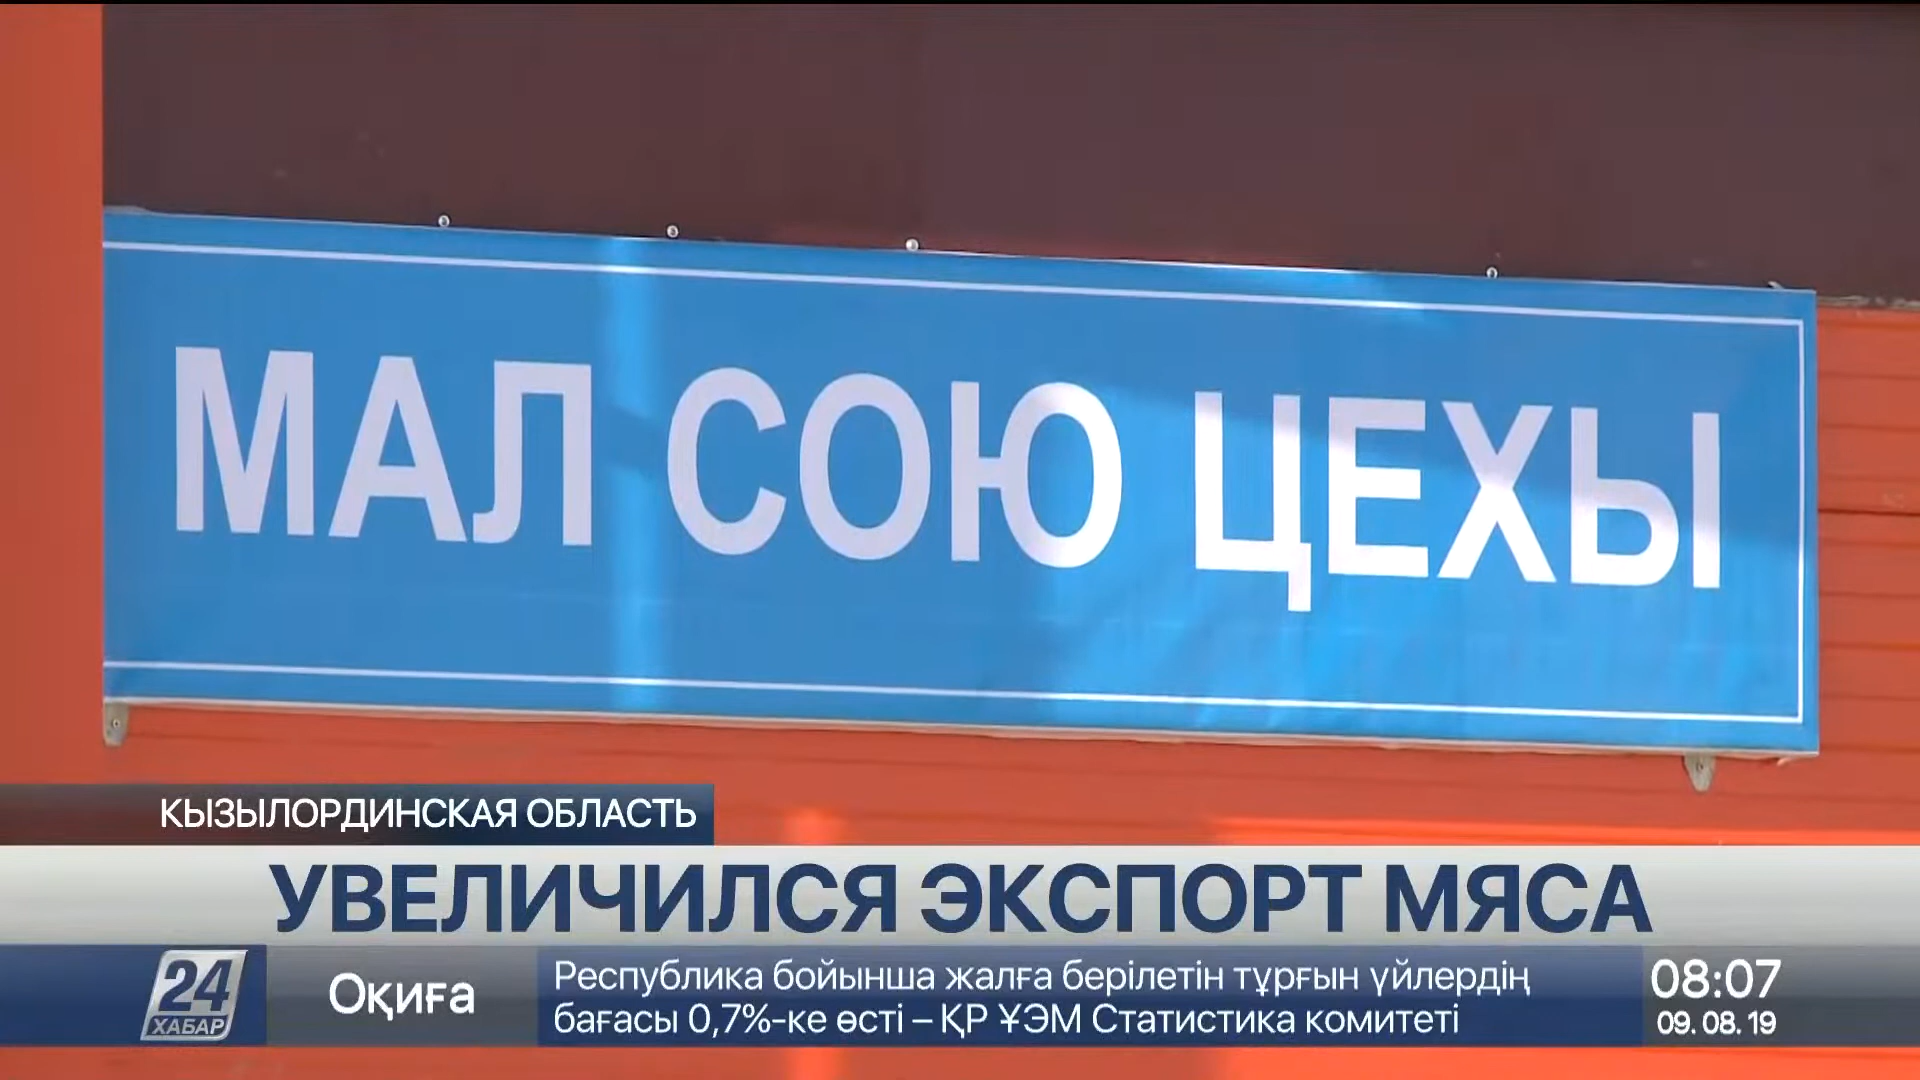 МАЛ СОЮ ЦЕХЫ
КЫЗЫЛОРДИНСКАЯ ОБЛАСТЬ
УВЕЛИЧИЛСЯ ЭКСПОРТ МЯСА
24
ХАБАР
Оқиға
Республика бойынша жалға берілетін тұрғын үйлердің
бағасы 0,7%-ке өсті – ҚР ҰЭМ Статистика комитеті
08:07
09. 08. 19